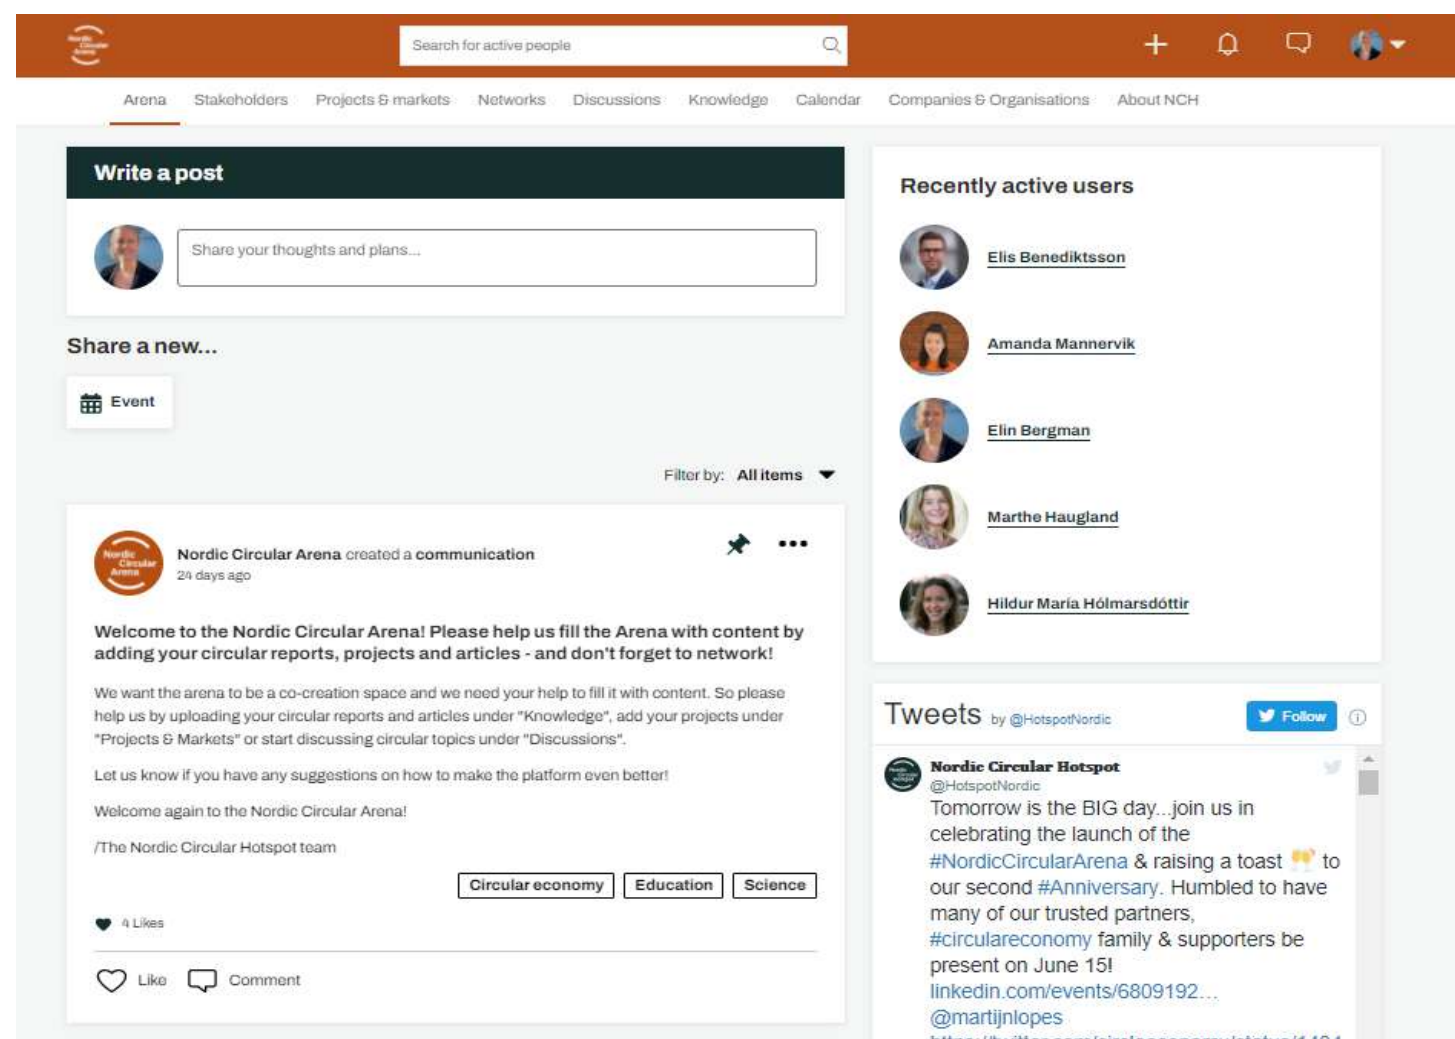 Nordic
Circular
Arena
Search for active people
Arena Stakeholders Projects & markets Networks Discussions Knowledge Calendar Companies & Organisations About NCH
Write a post
Share your thoughts and plans...
Share a new...
Event
Filter by: All items
Nordic
Circular
Arena
Nordic Circular Arena created a communication
24 days ago
Welcome to the Nordic Circular Arena! Please help us fill the Arena with content by
adding your circular reports, projects and articles - and don't forget to network!
We want the arena to be a co-creation space and we need your help to fill it with content. So please
help us by uploading your circular reports and articles under "Knowledge", add your projects under
"Projects & Markets" or start discussing circular topics under "Discussions".
Let us know if you have any suggestions on how to make the platform even better!
Welcome again to the Nordic Circular Arena!
/The Nordic Circular Hotspot team
Circular economy Education Science
4 Likes
Like Comment
Recently active users
Elis Benediktsson
Amanda Mannervik
Elin Bergman
Marthe Haugland
Hildur María Hólmarsdóttir
Tweets by @HotspotNordic Follow
Nordic Circular Hotspot
@HotspotNordic
Tomorrow is the BIG day...join us in
celebrating the launch of the
#NordicCircularArena & raising a toast 🥂 to
our second #Anniversary. Humbled to have
many of our trusted partners,
#circulareconomy family & supporters be
present on June 15!
linkedin.com/events/6809192…
@martijnlopes